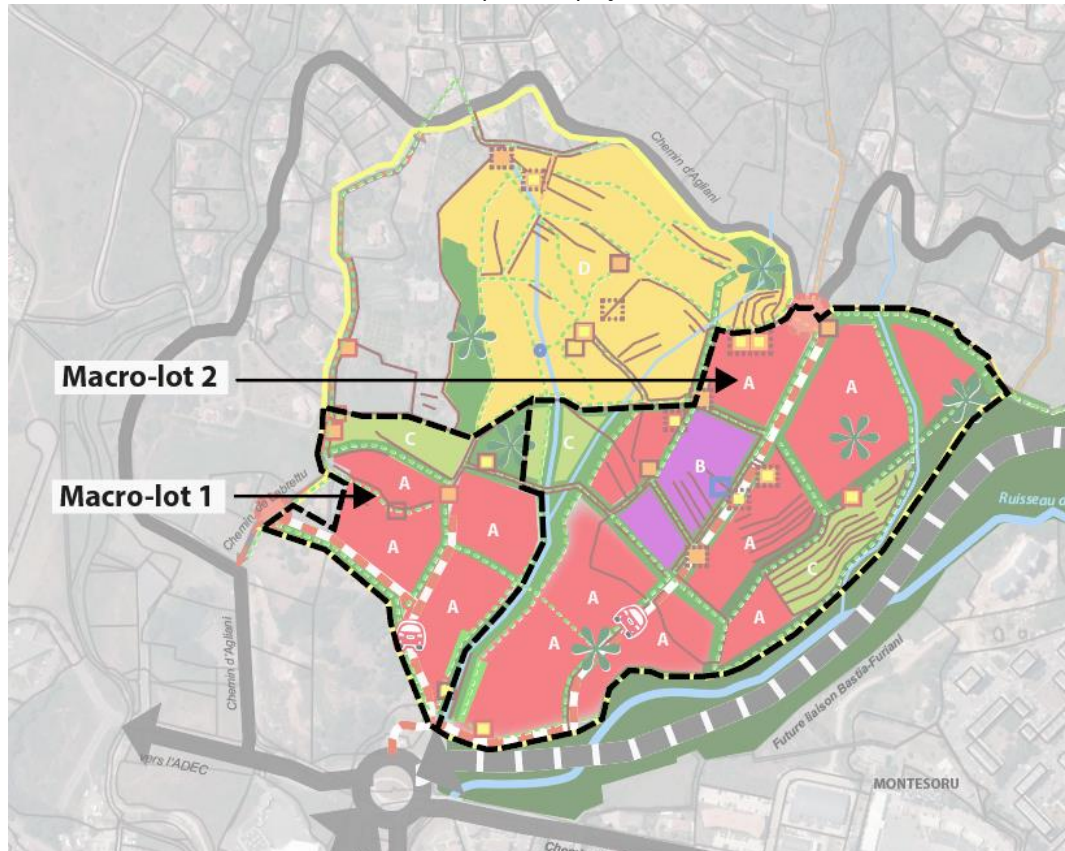 Chemin d'Agliani
D
Macro-lot 2
A
A
C
C
B
Macro-lot 1
A
A
A
A
A
A
A
A
A
C
Ruisseau d
Chemin d'Agliani
Future liaison Bastia-Furiani
vers l'ADEC
MONTESORU